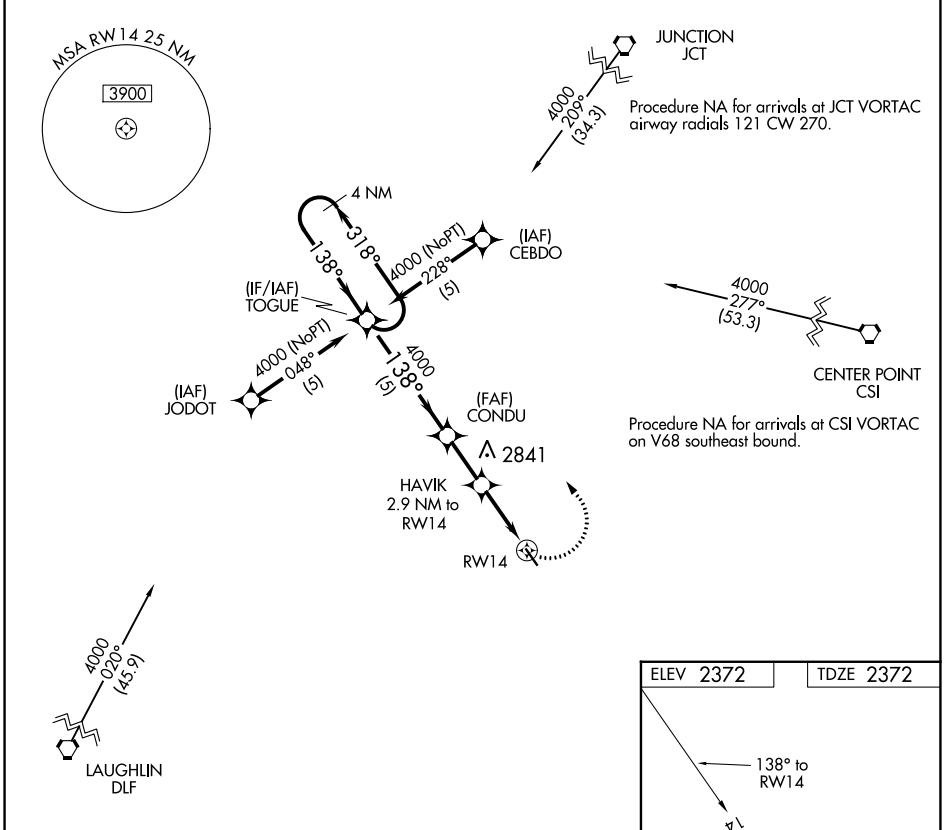 MSA RW14 25 NM
3900
JUNCTION
JCT
4000
209°
(34.3)
Procedure NA for arrivals at JCT VORTAC
airway radials 121 CW 270.
4 NM
318°
138°
4000 (NoPT)
228°
(5)
(IAF)
CEBDO
(IF/IAF)
TOGUE
4000 (NoPT)
048°
(5)
(IAF)
JODOT
4000
138°
(5)
4000
277°
(53.3)
CENTER POINT
CSI
Procedure NA for arrivals at CSI VORTAC
on V68 southeast bound.
(FAF)
CONDU
2841
HAVIK
2.9 NM to
RW14
RW14
4000
020°
(45.9)
LAUGHLIN
DLF
ELEV 2372
TDZE 2372
138° to
RW14
14